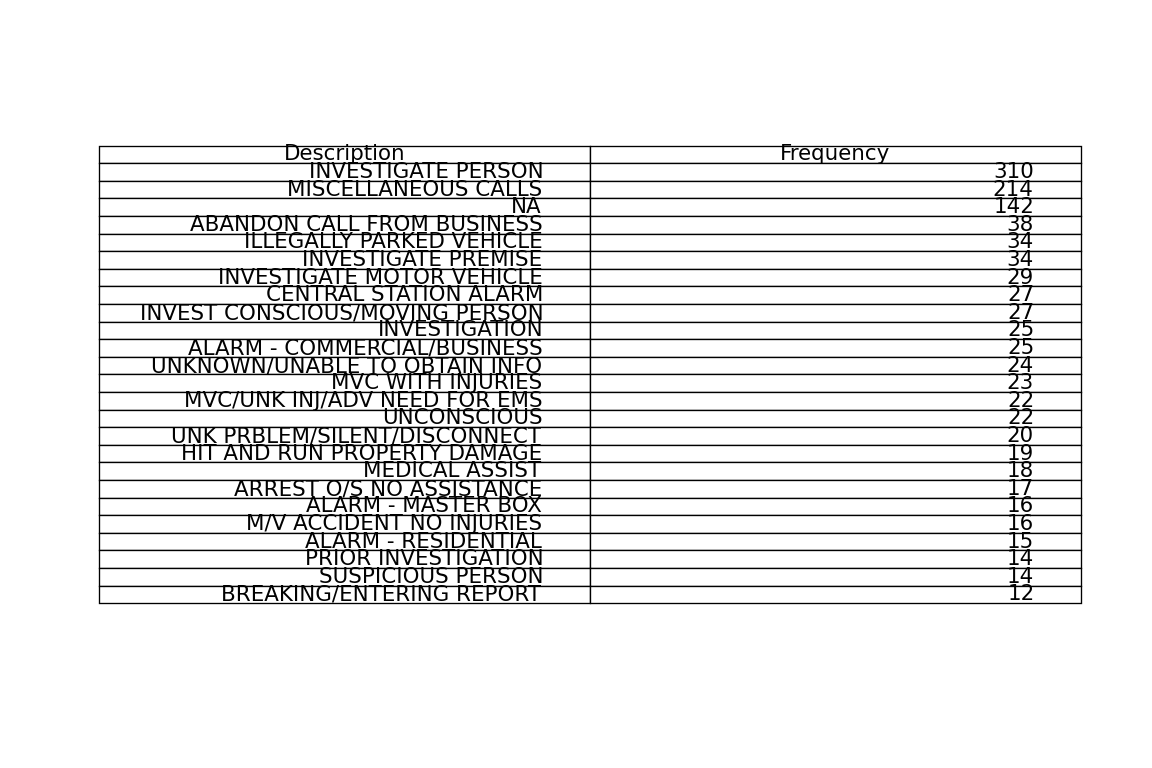 Description Frequency
INVESTIGATE PERSON 310
MISCELLANEOUS CALLS 214
NA 142
ABANDON CALL FROM BUSINESS 38
ILLEGALLY PARKED VEHICLE 34
INVESTIGATE PREMISE 34
INVESTIGATE MOTOR VEHICLE 29
CENTRAL STATION ALARM 27
INVEST CONSCIOUS/MOVING PERSON 27
INVESTIGATION 25
ALARM - COMMERCIAL/BUSINESS 25
UNKNOWN/UNABLE TO OBTAIN INFO 24
MVC WITH INJURIES 23
MVC/UNK INJ/ADV NEED FOR EMS 22
UNCONSCIOUS 22
UNK PRBLEM/SILENT/DISCONNECT 20
HIT AND RUN PROPERTY DAMAGE 19
MEDICAL ASSIST 18
ARREST O/S NO ASSISTANCE 17
ALARM - MASTER BOX 16
M/V ACCIDENT NO INJURIES 16
ALARM - RESIDENTIAL 15
PRIOR INVESTIGATION 14
SUSPICIOUS PERSON 14
BREAKING/ENTERING REPORT 12